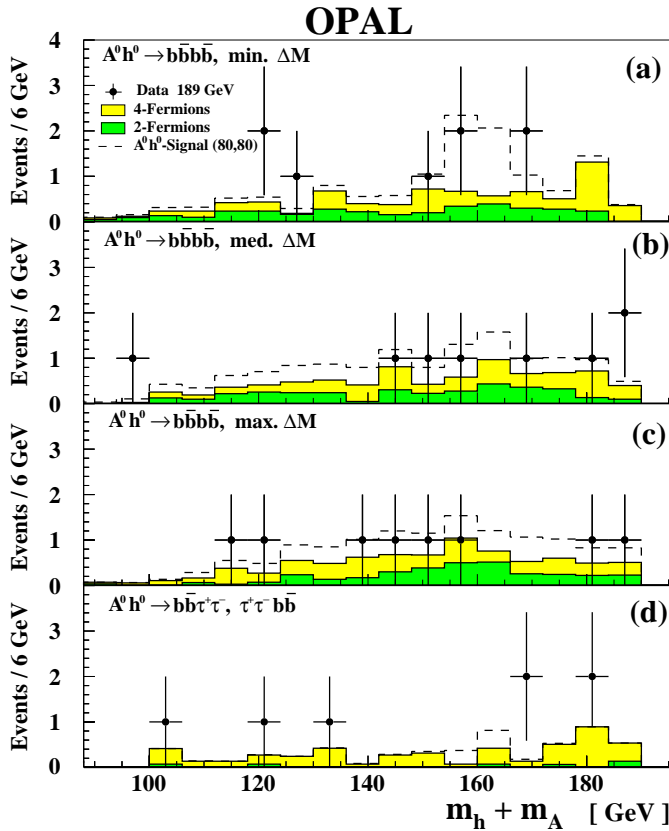 OPAL
A⁰h⁰→bb̄bb̄, min. ΔM
(a)
Data 189 GeV
4-Fermions
2-Fermions
A⁰h⁰-Signal (80,80)
Events / 6 GeV
4
3
2
1
0
A⁰h⁰→bb̄bb̄, med. ΔM
(b)
Events / 6 GeV
3
2
1
0
A⁰h⁰→bb̄bb̄, max. ΔM
(c)
Events / 6 GeV
3
2
1
0
A⁰h⁰→bb̄τ⁺τ⁻, τ⁺τ⁻bb̄
(d)
Events / 6 GeV
3
2
1
0
100 120 140 160 180
m_h + m_A [ GeV ]